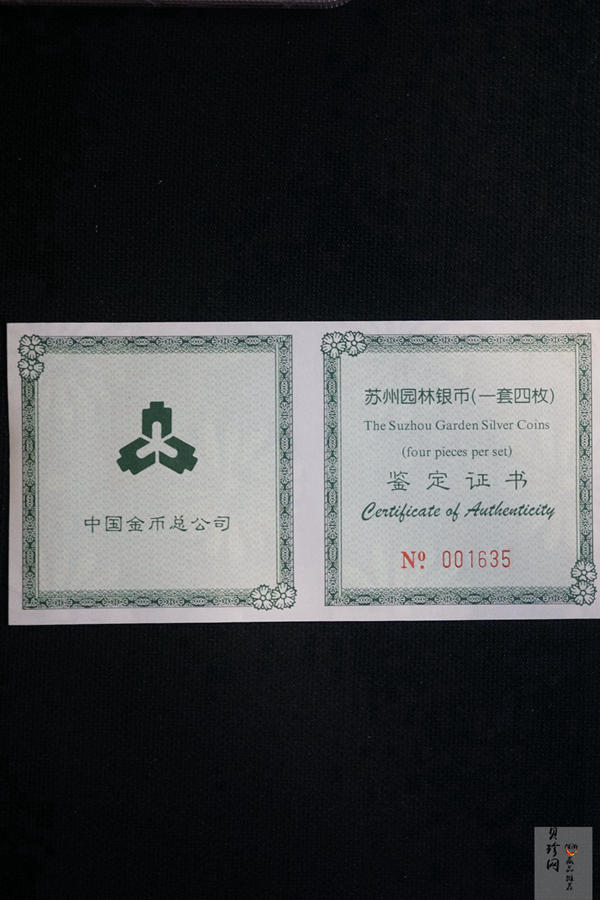 中国金币总公司
苏州园林银币(一套四枚)
The Suzhou Garden Silver Coins
(four pieces per set)
鉴定证书
Certificate of Authenticity
Nº 001635
贝珍网